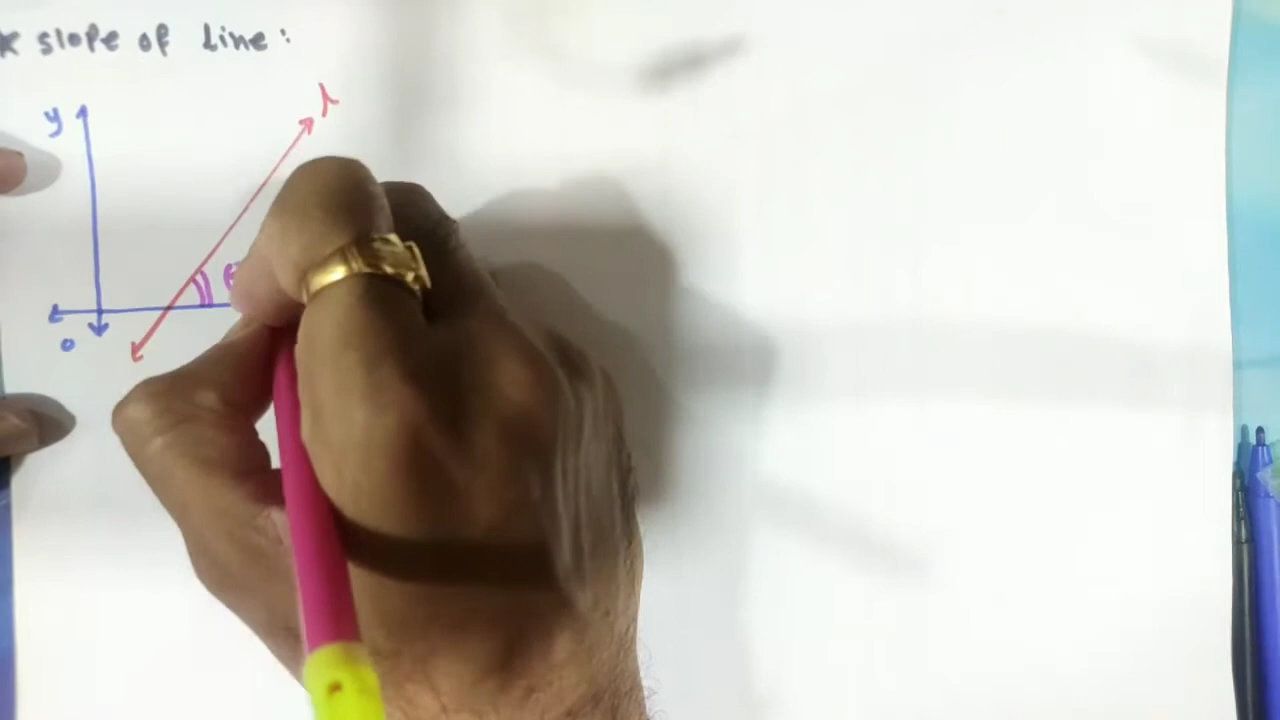 * slope of line:
y
l
θ
o